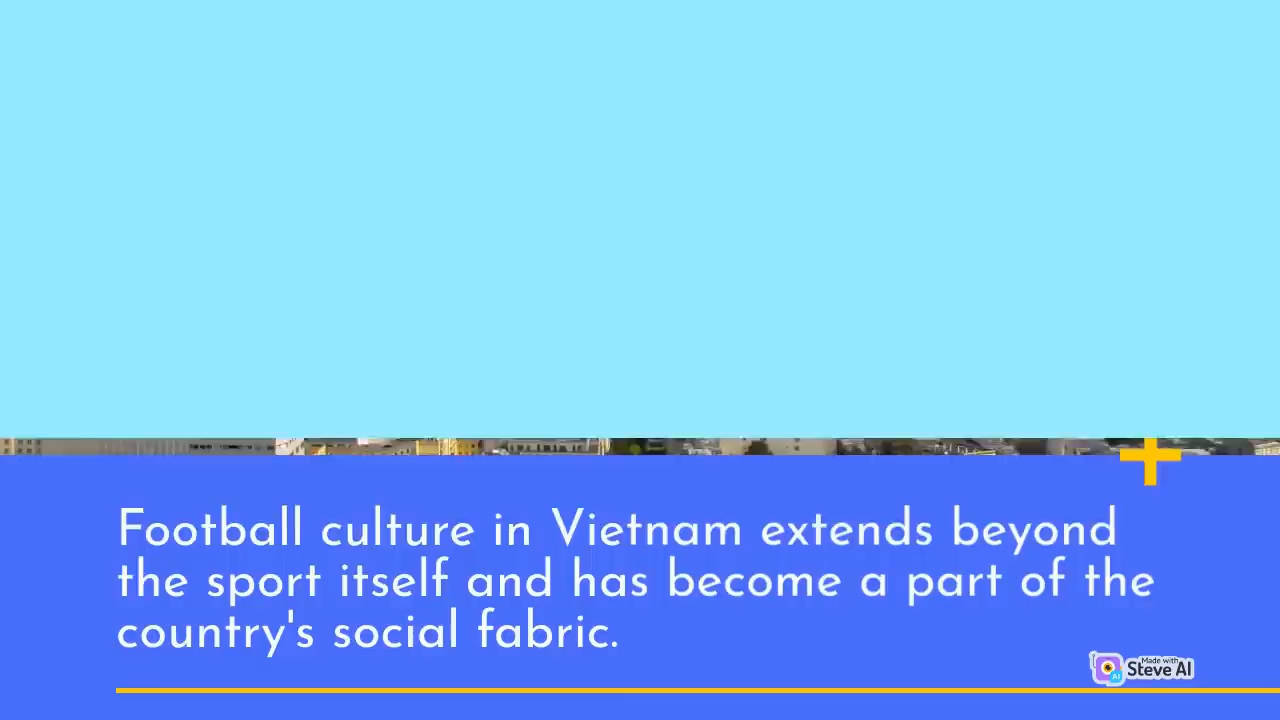 Football culture in Vietnam extends beyond
the sport itself and has become a part of the
country's social fabric.
Made with
Steve AI
AI